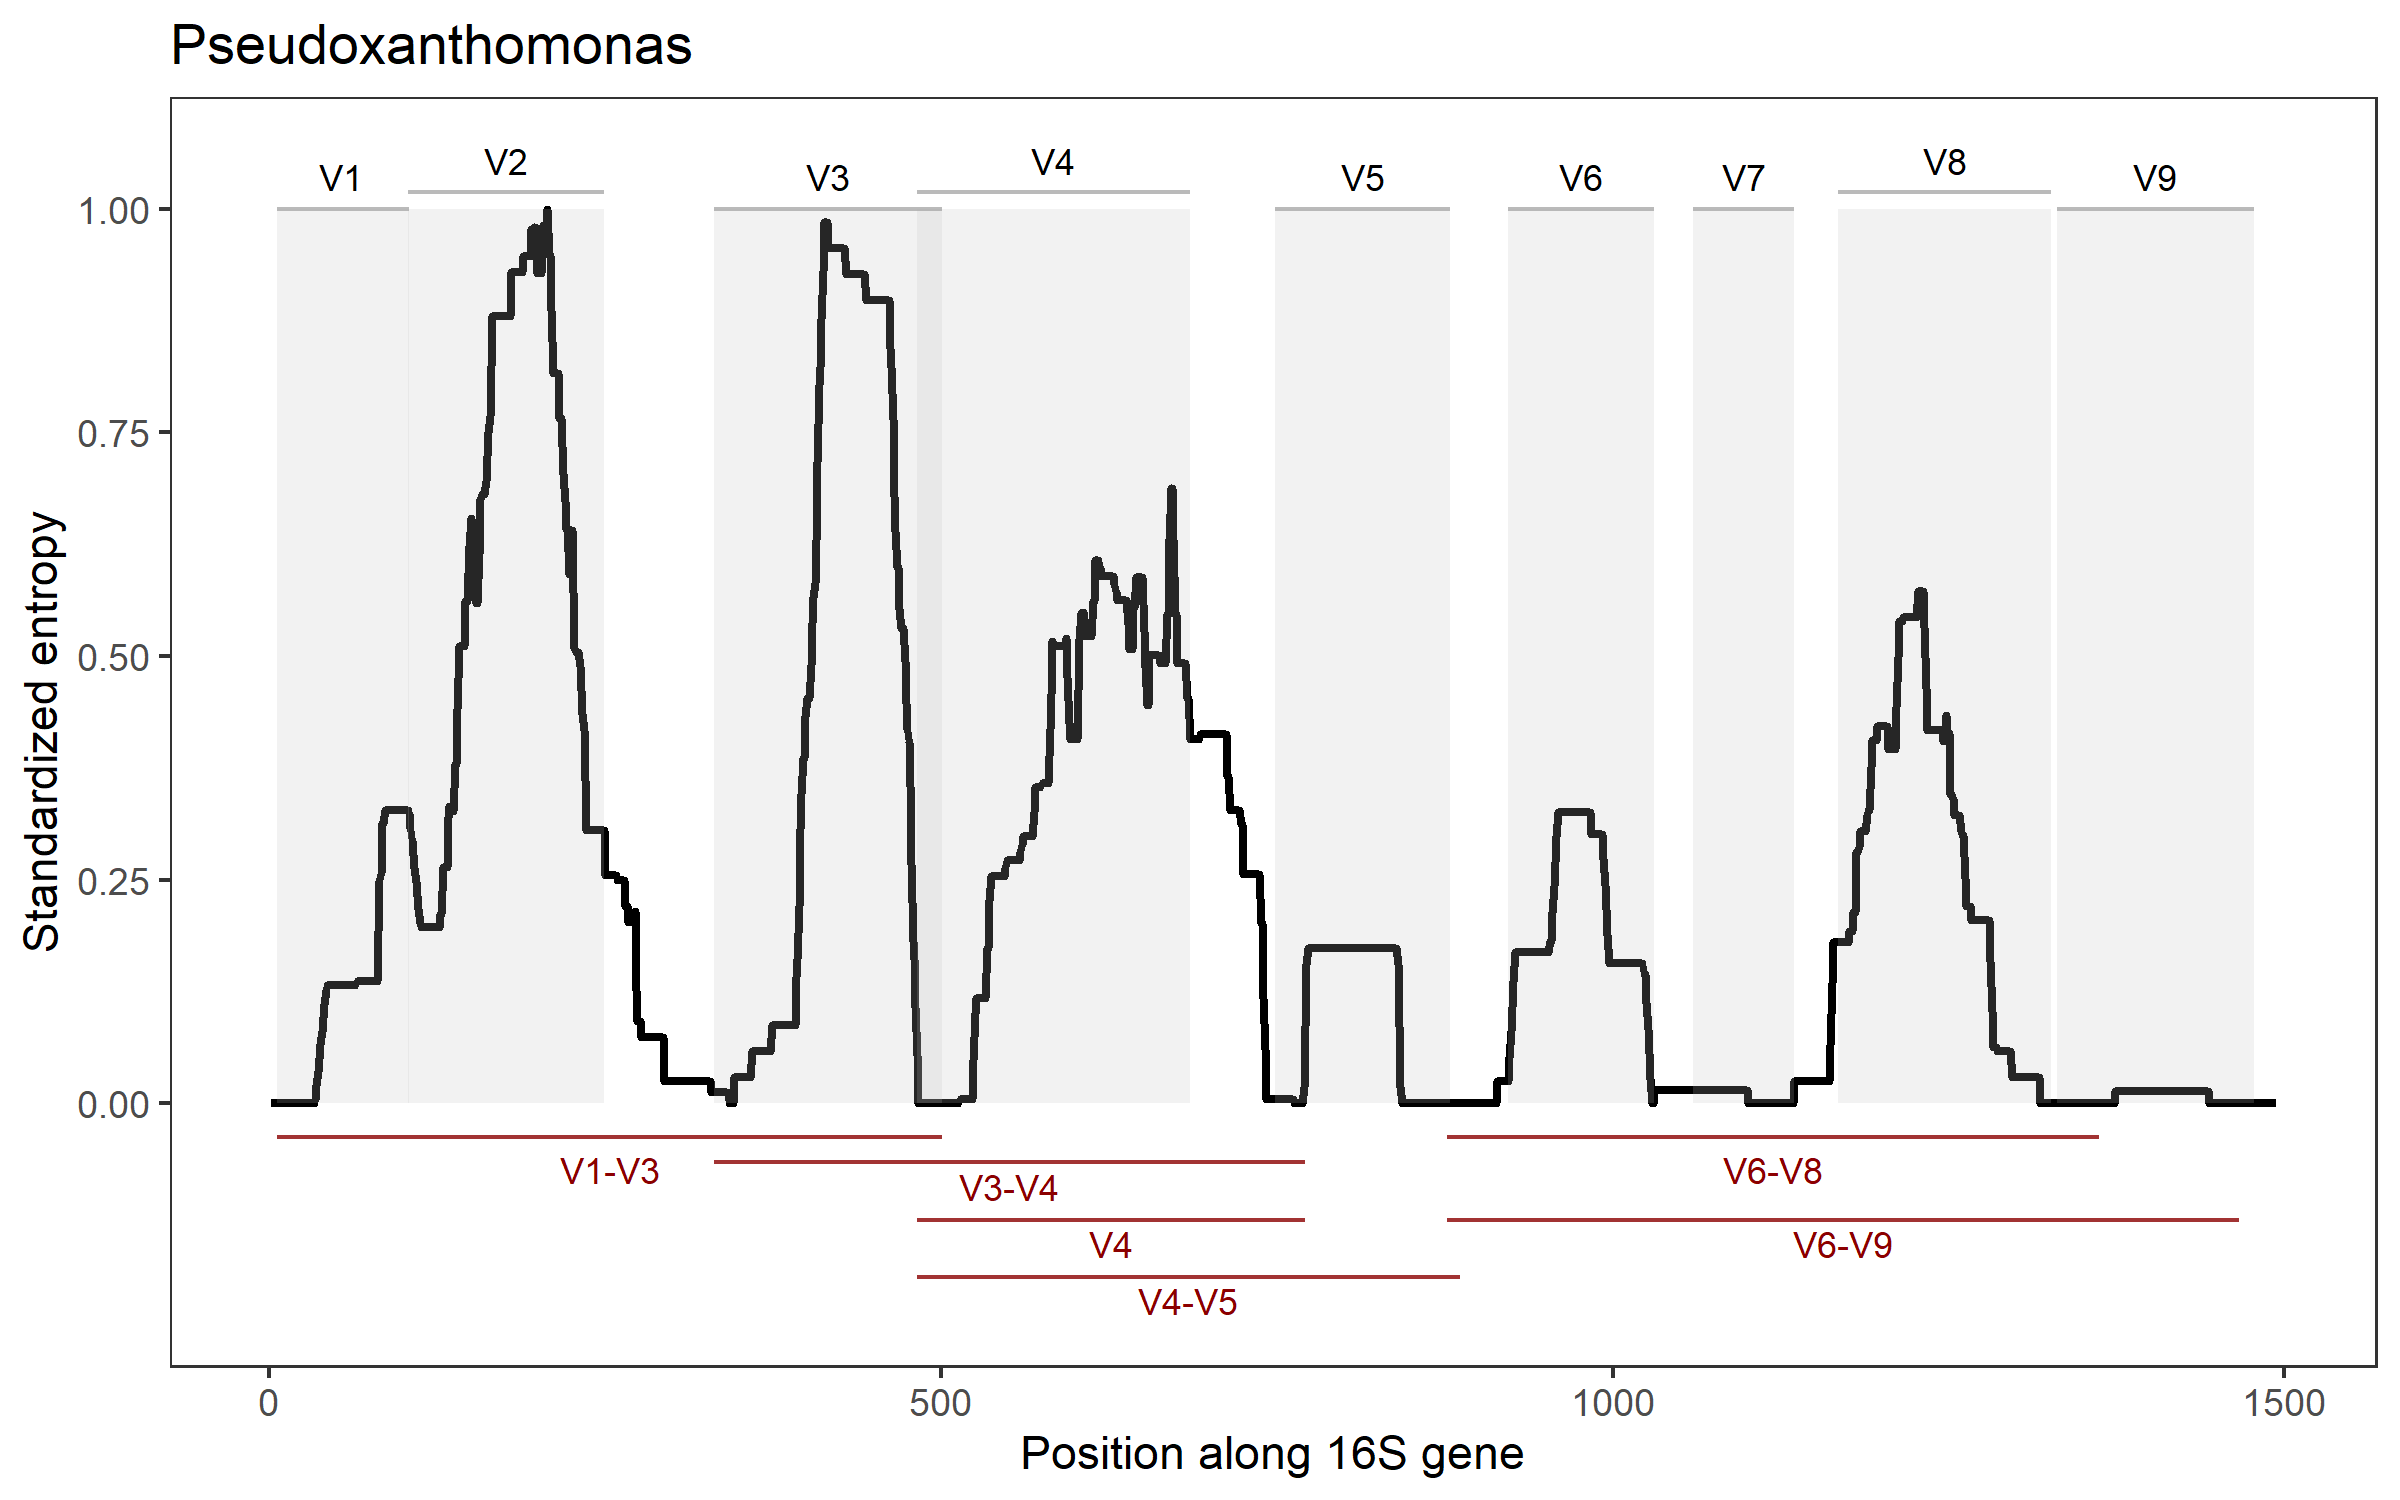 Pseudoxanthomonas
V1
V2
V3
V4
V5
V6
V7
V8
V9
1.00
0.75
0.50
0.25
0.00
Standardized entropy
V1-V3
V3-V4
V4
V4-V5
V6-V8
V6-V9
0
500
1000
1500
Position along 16S gene